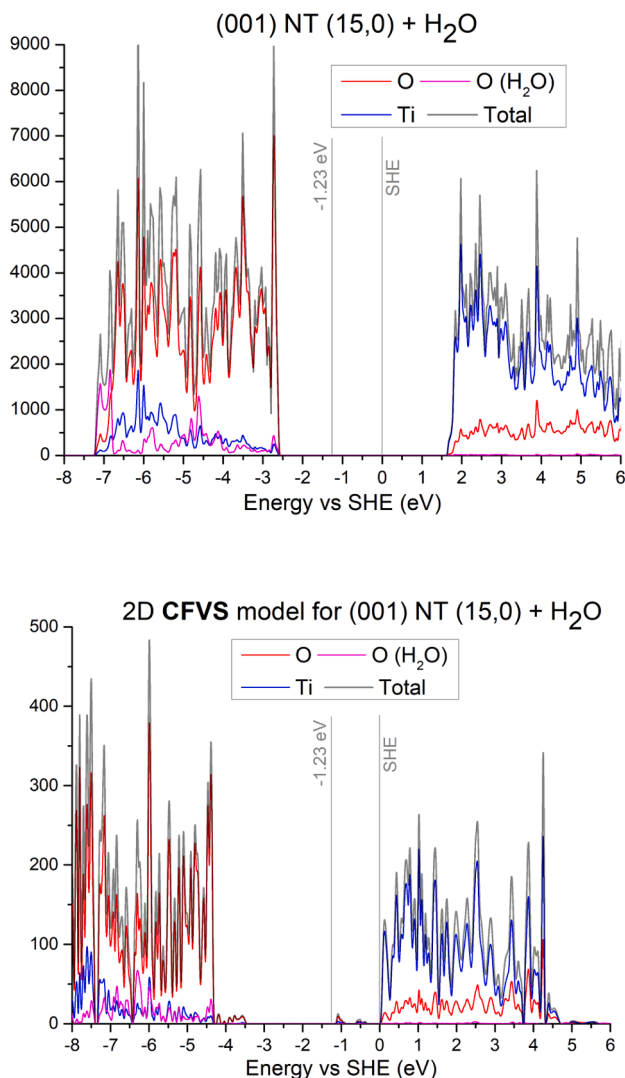 (001) NT (15,0) + H₂O
9000
8000
7000
6000
5000
4000
3000
2000
1000
0
O O (H₂O)
Ti Total
-1.23 eV
SHE
-8 -7 -6 -5 -4 -3 -2 -1 0 1 2 3 4 5 6
Energy vs SHE (eV)
2D CFVS model for (001) NT (15,0) + H₂O
500
400
300
200
100
0
O O (H₂O)
Ti Total
-1.23 eV
SHE
-8 -7 -6 -5 -4 -3 -2 -1 0 1 2 3 4 5 6
Energy vs SHE (eV)